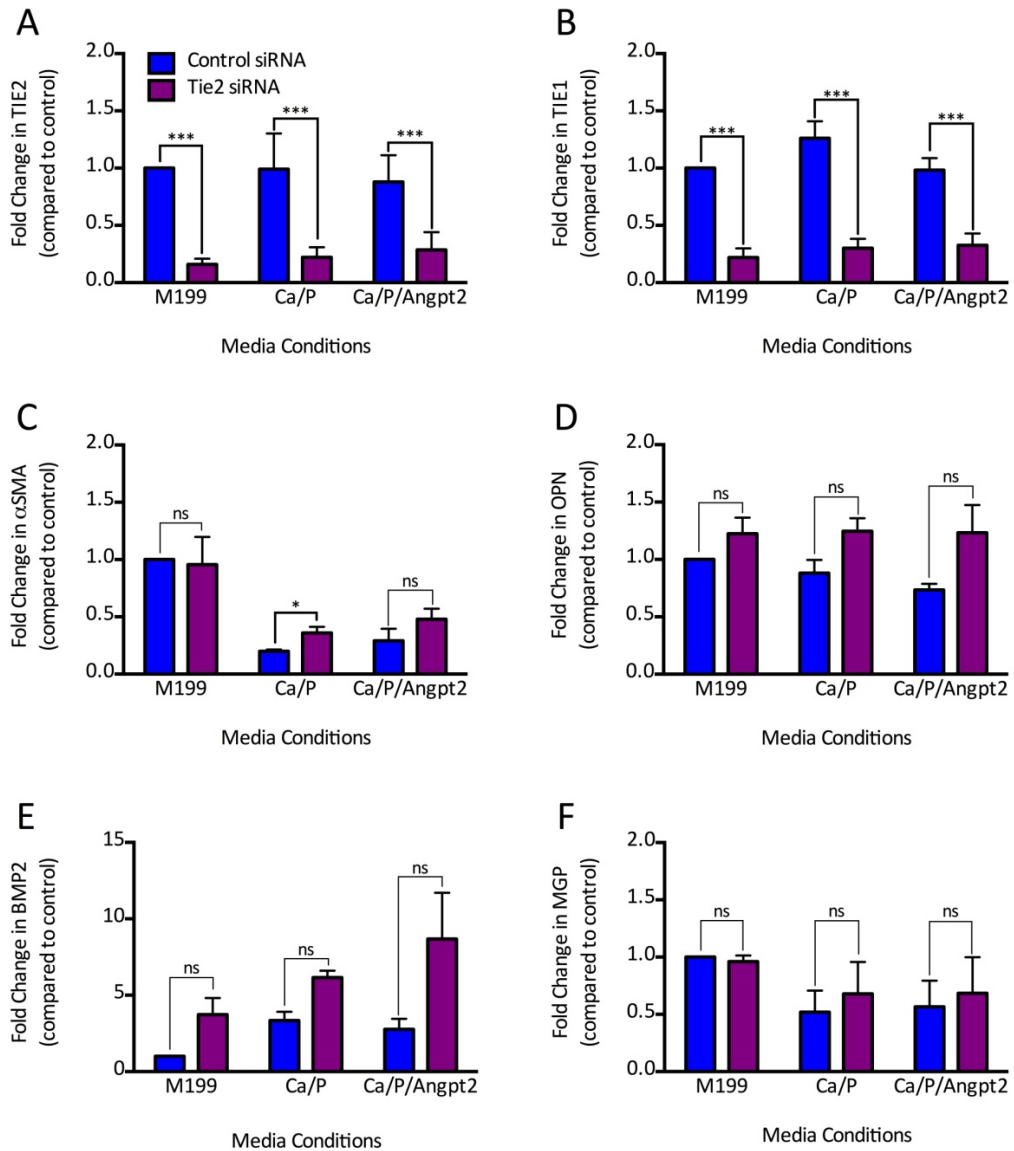 A
Fold Change in TIE2
(compared to control)
2.0
1.5
1.0
0.5
0.0
Control siRNA
Tie2 siRNA
***
***
***
M199 Ca/P Ca/P/Angpt2
Media Conditions
B
Fold Change in TIE1
(compared to control)
2.0
1.5
1.0
0.5
0.0
***
***
***
M199 Ca/P Ca/P/Angpt2
Media Conditions
C
Fold Change in αSMA
(compared to control)
2.0
1.5
1.0
0.5
0.0
ns
*
ns
M199 Ca/P Ca/P/Angpt2
Media Conditions
D
Fold Change in OPN
(compared to control)
2.0
1.5
1.0
0.5
0.0
ns
ns
ns
M199 Ca/P Ca/P/Angpt2
Media Conditions
E
Fold Change in BMP2
(compared to control)
15
10
5
0
ns
ns
ns
M199 Ca/P Ca/P/Angpt2
Media Conditions
F
Fold Change in MGP
(compared to control)
2.0
1.5
1.0
0.5
0.0
ns
ns
ns
M199 Ca/P Ca/P/Angpt2
Media Conditions